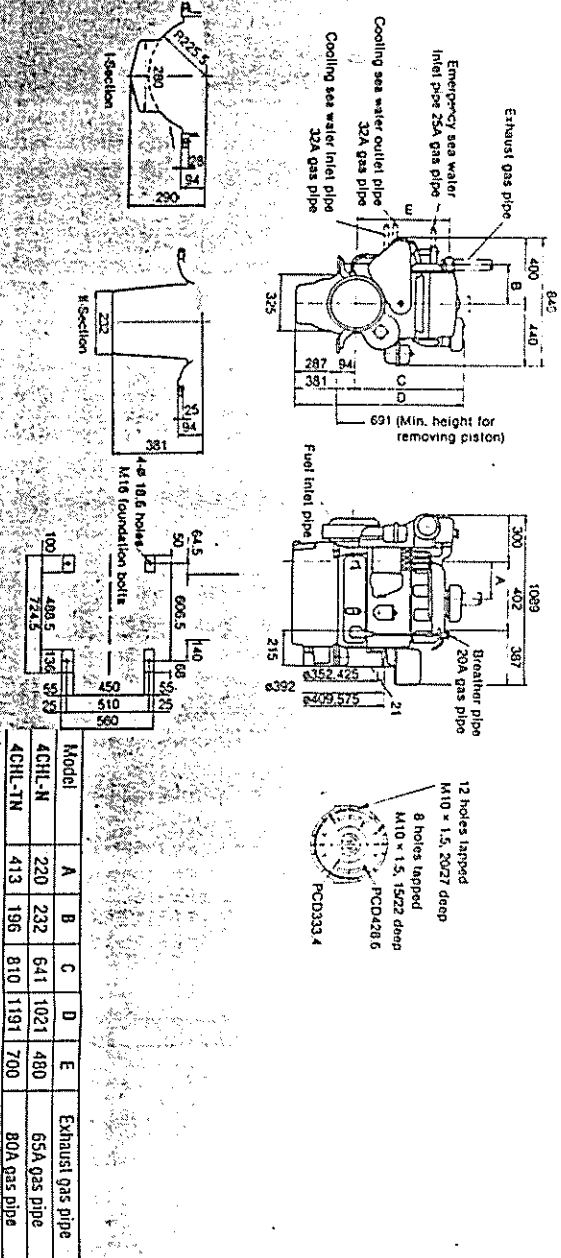 Exhaust gas pipe
Emergency sea water
Inlet pipe 25A gas pipe
Cooling sea water outlet pipe
32A gas pipe
Cooling sea water inlet pipe
32A gas pipe
840
400
440
B
E
325
287
94
381
C
D
691 (Min. height for
removing piston)
1089
300
402
387
A
Breather pipe
20A gas pipe
Fuel inlet pipe
215
21
ø352.425
ø409.575
ø392
12 holes tapped
M10 × 1.5, 20/27 deep
8 holes tapped
M10 × 1.5, 15/22 deep
PCD428.6
PCD333.4
R225.5
280
94
290
I-Section
232
25
94
381
II-Section
4-ø 18.6 holes
M16 foundation bolts
64.5
50
606.5
140
68
100
488.5
136
724.5
55
450
55
25
510
25
560
Model A B C D E Exhaust gas pipe
4CHL-N 220 232 641 1021 480 65A gas pipe
4CHL-TN 413 196 810 1191 700 80A gas pipe